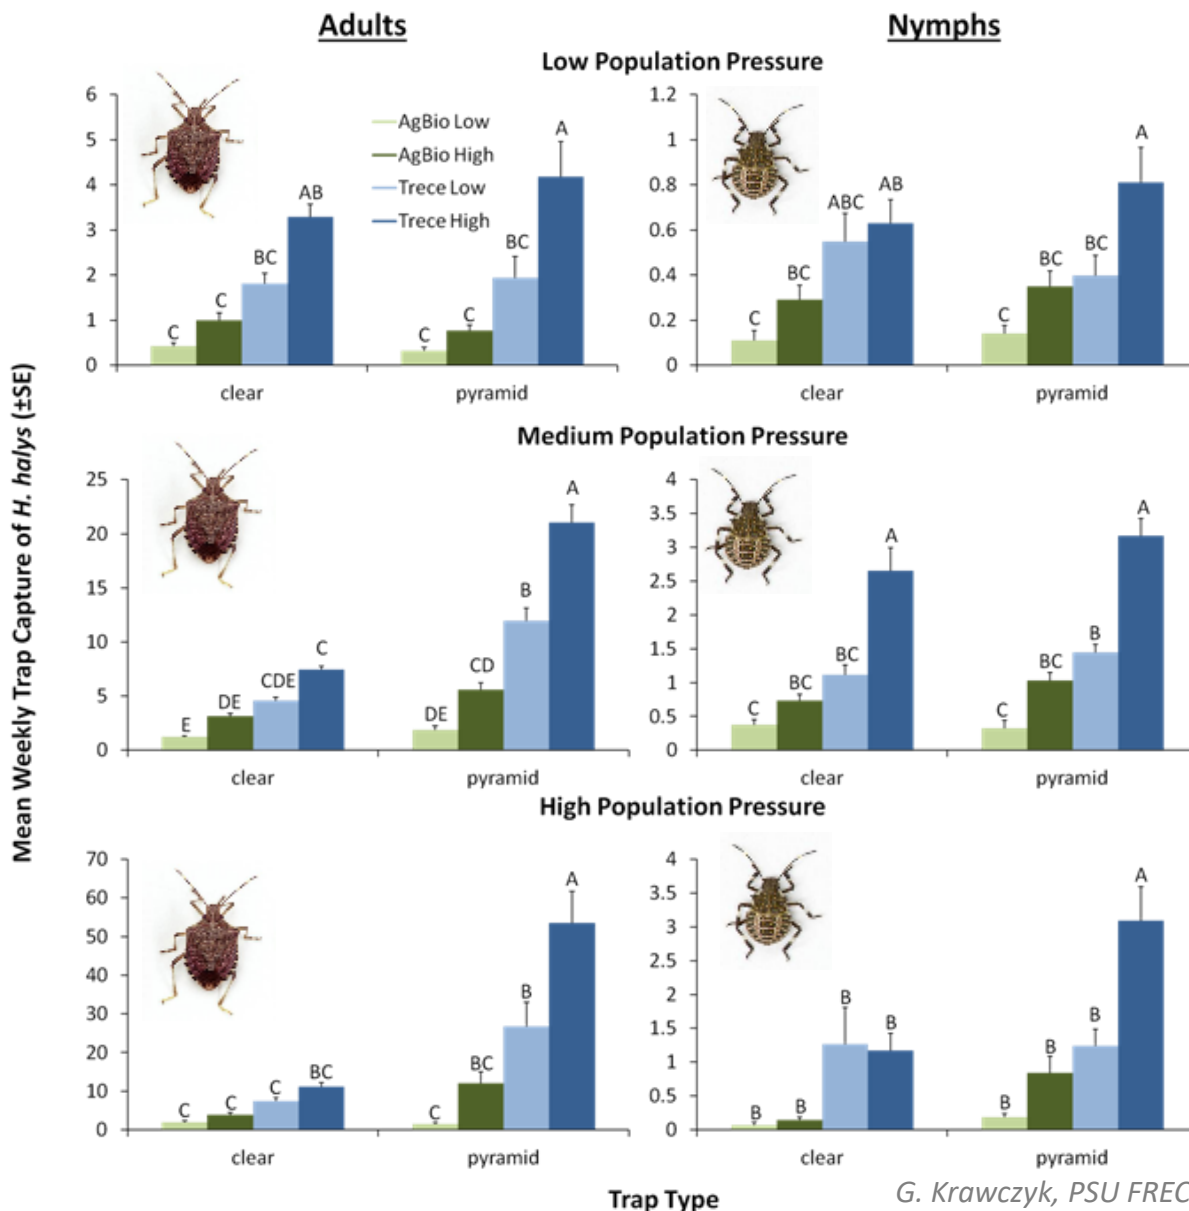 Adults
Nymphs
Low Population Pressure
6
5
4
3
2
1
0
AgBio Low
AgBio High
Trece Low
Trece High
C
C
BC
AB
C
C
BC
A
clear
pyramid
1.2
1
0.8
0.6
0.4
0.2
0
C
BC
ABC
AB
C
BC
BC
A
clear
pyramid
Mean Weekly Trap Capture of H. halys (±SE)
Medium Population Pressure
25
20
15
10
5
0
E
DE
CDE
C
DE
CD
B
A
clear
pyramid
4
3.5
3
2.5
2
1.5
1
0.5
0
C
BC
BC
A
C
BC
B
A
clear
pyramid
High Population Pressure
70
60
50
40
30
20
10
0
C
C
C
BC
C
BC
B
A
clear
pyramid
4
3.5
3
2.5
2
1.5
1
0.5
0
B
B
B
B
B
B
B
A
clear
pyramid
Trap Type
G. Krawczyk, PSU FREC